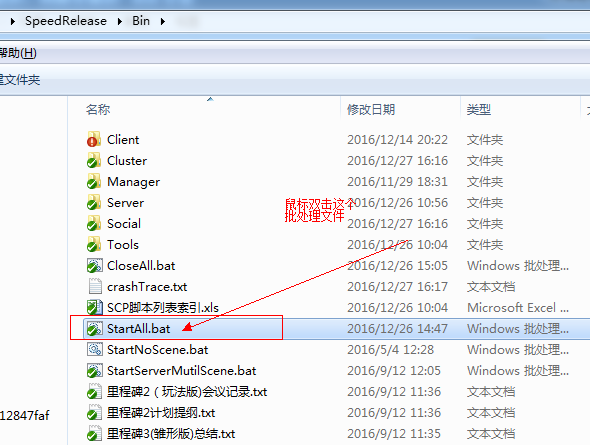 SpeedRelease Bin
帮助(H)
文件夹
名称 修改日期 类型
Client 2016/12/14 20:22 文件夹
Cluster 2016/12/27 16:16 文件夹
Manager 2016/11/29 18:31 文件夹
Server 2016/12/26 10:56 文件夹
Social 2016/12/27 16:16 文件夹
Tools 2016/12/26 10:04 文件夹
鼠标双击这个
批处理文件
CloseAll.bat 2016/12/26 15:05 Windows 批处理...
crashTrace.txt 2016/12/27 16:17 文本文档
SCP脚本列表索引.xls 2016/12/26 10:04 Microsoft Excel ...
StartAll.bat 2016/12/26 14:47 Windows 批处理...
StartNoScene.bat 2016/5/4 12:28 Windows 批处理...
StartServerMutilScene.bat 2016/9/12 12:05 Windows 批处理...
里程碑2（玩法版)会议记录.txt 2016/9/12 11:36 文本文档
12847faf
里程碑2计划提纲.txt 2016/9/12 11:36 文本文档
里程碑3(雏形版)总结.txt 2016/9/12 11:35 文本文档